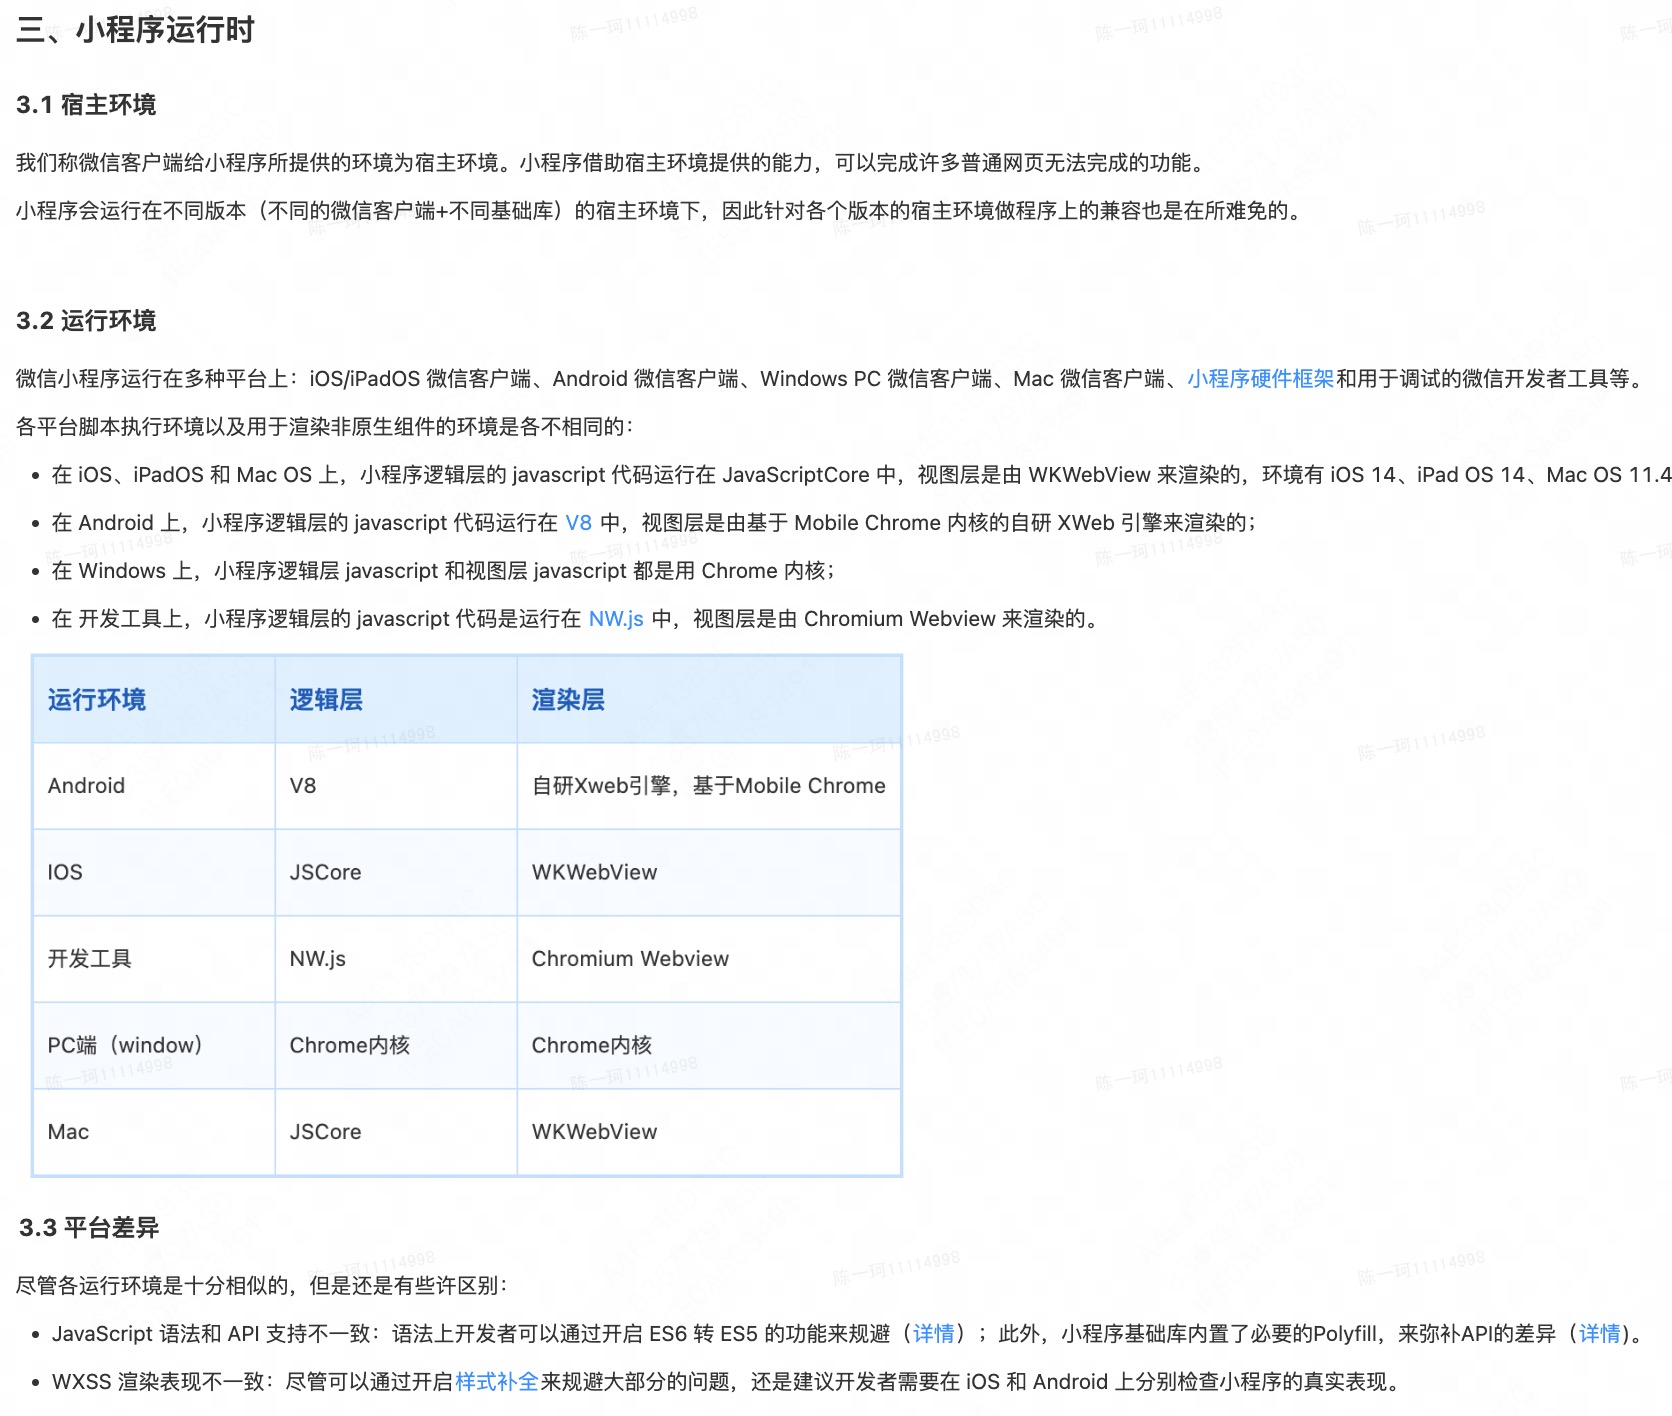 三、小程序运行时
3.1 宿主环境
我们称微信客户端给小程序所提供的环境为宿主环境。小程序借助宿主环境提供的能力，可以完成许多普通网页无法完成的功能。
小程序会运行在不同版本（不同的微信客户端+不同基础库）的宿主环境下，因此针对各个版本的宿主环境做程序上的兼容也是在所难免的。
3.2 运行环境
微信小程序运行在多种平台上：iOS/iPadOS 微信客户端、Android 微信客户端、Windows PC 微信客户端、Mac 微信客户端、小程序硬件框架和用于调试的微信开发者工具等。
各平台脚本执行环境以及用于渲染非原生组件的环境是各不相同的：
• 在 iOS、iPadOS 和 Mac OS 上，小程序逻辑层的 javascript 代码运行在 JavaScriptCore 中，视图层是由 WKWebView 来渲染的，环境有 iOS 14、iPad OS 14、Mac OS 11.4
• 在 Android 上，小程序逻辑层的 javascript 代码运行在 V8 中，视图层是由基于 Mobile Chrome 内核的自研 XWeb 引擎来渲染的；
• 在 Windows 上，小程序逻辑层 javascript 和视图层 javascript 都是用 Chrome 内核；
• 在 开发工具上，小程序逻辑层的 javascript 代码是运行在 NW.js 中，视图层是由 Chromium Webview 来渲染的。
运行环境 逻辑层 渲染层
Android V8 自研Xweb引擎，基于Mobile Chrome
IOS JSCore WKWebView
开发工具 NW.js Chromium Webview
PC端（window） Chrome内核 Chrome内核
Mac JSCore WKWebView
3.3 平台差异
尽管各运行环境是十分相似的，但是还是有些许区别：
• JavaScript 语法和 API 支持不一致：语法上开发者可以通过开启 ES6 转 ES5 的功能来规避（详情）；此外，小程序基础库内置了必要的Polyfill，来弥补API的差异（详情)。
• WXSS 渲染表现不一致：尽管可以通过开启样式补全来规避大部分的问题，还是建议开发者需要在 iOS 和 Android 上分别检查小程序的真实表现。
陈一珂11114998